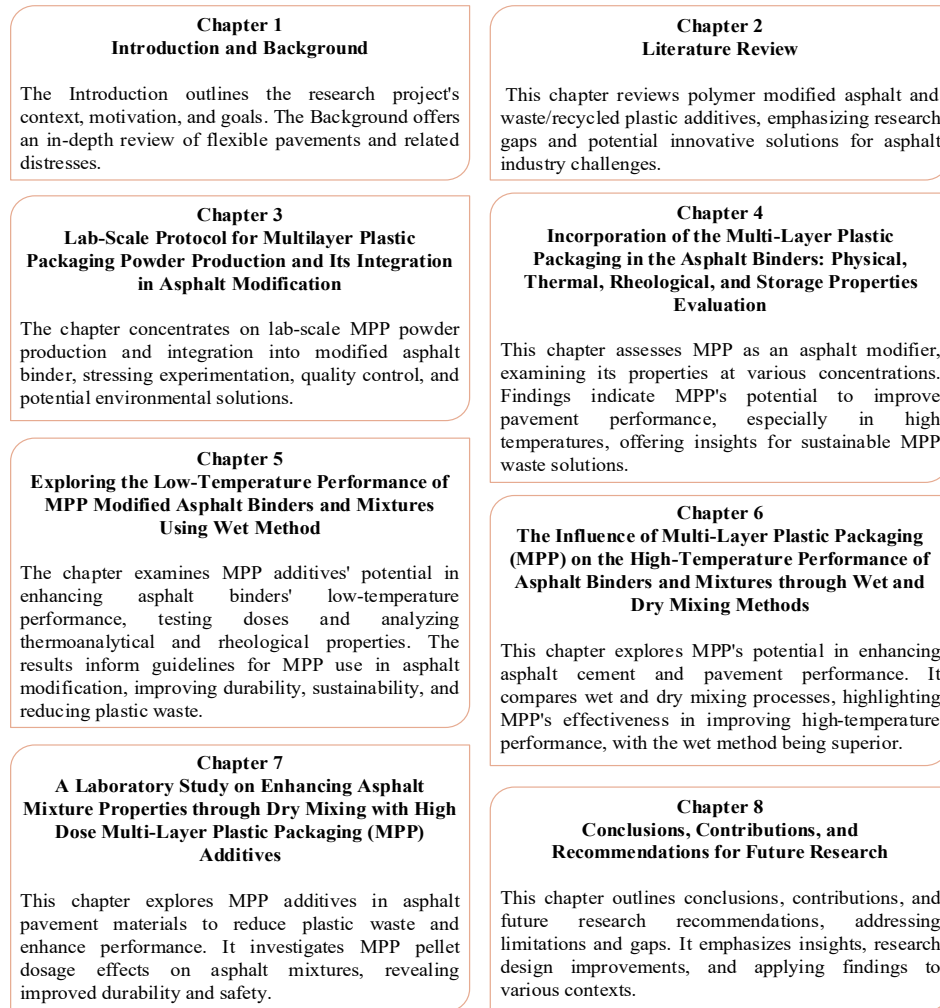 Chapter 1
Introduction and Background
The Introduction outlines the research project's
context, motivation, and goals. The Background offers
an in-depth review of flexible pavements and related
distresses.
Chapter 2
Literature Review
This chapter reviews polymer modified asphalt and
waste/recycled plastic additives, emphasizing research
gaps and potential innovative solutions for asphalt
industry challenges.
Chapter 3
Lab-Scale Protocol for Multilayer Plastic
Packaging Powder Production and Its Integration
in Asphalt Modification
The chapter concentrates on lab-scale MPP powder
production and integration into modified asphalt
binder, stressing experimentation, quality control, and
potential environmental solutions.
Chapter 4
Incorporation of the Multi-Layer Plastic
Packaging in the Asphalt Binders: Physical,
Thermal, Rheological, and Storage Properties
Evaluation
This chapter assesses MPP as an asphalt modifier,
examining its properties at various concentrations.
Findings indicate MPP's potential to improve
pavement performance, especially in high
temperatures, offering insights for sustainable MPP
waste solutions.
Chapter 5
Exploring the Low-Temperature Performance of
MPP Modified Asphalt Binders and Mixtures
Using Wet Method
The chapter examines MPP additives' potential in
enhancing asphalt binders' low-temperature
performance, testing doses and analyzing
thermoanalytical and rheological properties. The
results inform guidelines for MPP use in asphalt
modification, improving durability, sustainability, and
reducing plastic waste.
Chapter 6
The Influence of Multi-Layer Plastic Packaging
(MPP) on the High-Temperature Performance of
Asphalt Binders and Mixtures through Wet and
Dry Mixing Methods
This chapter explores MPP's potential in enhancing
asphalt cement and pavement performance. It
compares wet and dry mixing processes, highlighting
MPP's effectiveness in improving high-temperature
performance, with the wet method being superior.
Chapter 7
A Laboratory Study on Enhancing Asphalt
Mixture Properties through Dry Mixing with High
Dose Multi-Layer Plastic Packaging (MPP)
Additives
This chapter explores MPP additives in asphalt
pavement materials to reduce plastic waste and
enhance performance. It investigates MPP pellet
dosage effects on asphalt mixtures, revealing
improved durability and safety.
Chapter 8
Conclusions, Contributions, and
Recommendations for Future Research
This chapter outlines conclusions, contributions, and
future research recommendations, addressing
limitations and gaps. It emphasizes insights, research
design improvements, and applying findings to
various contexts.